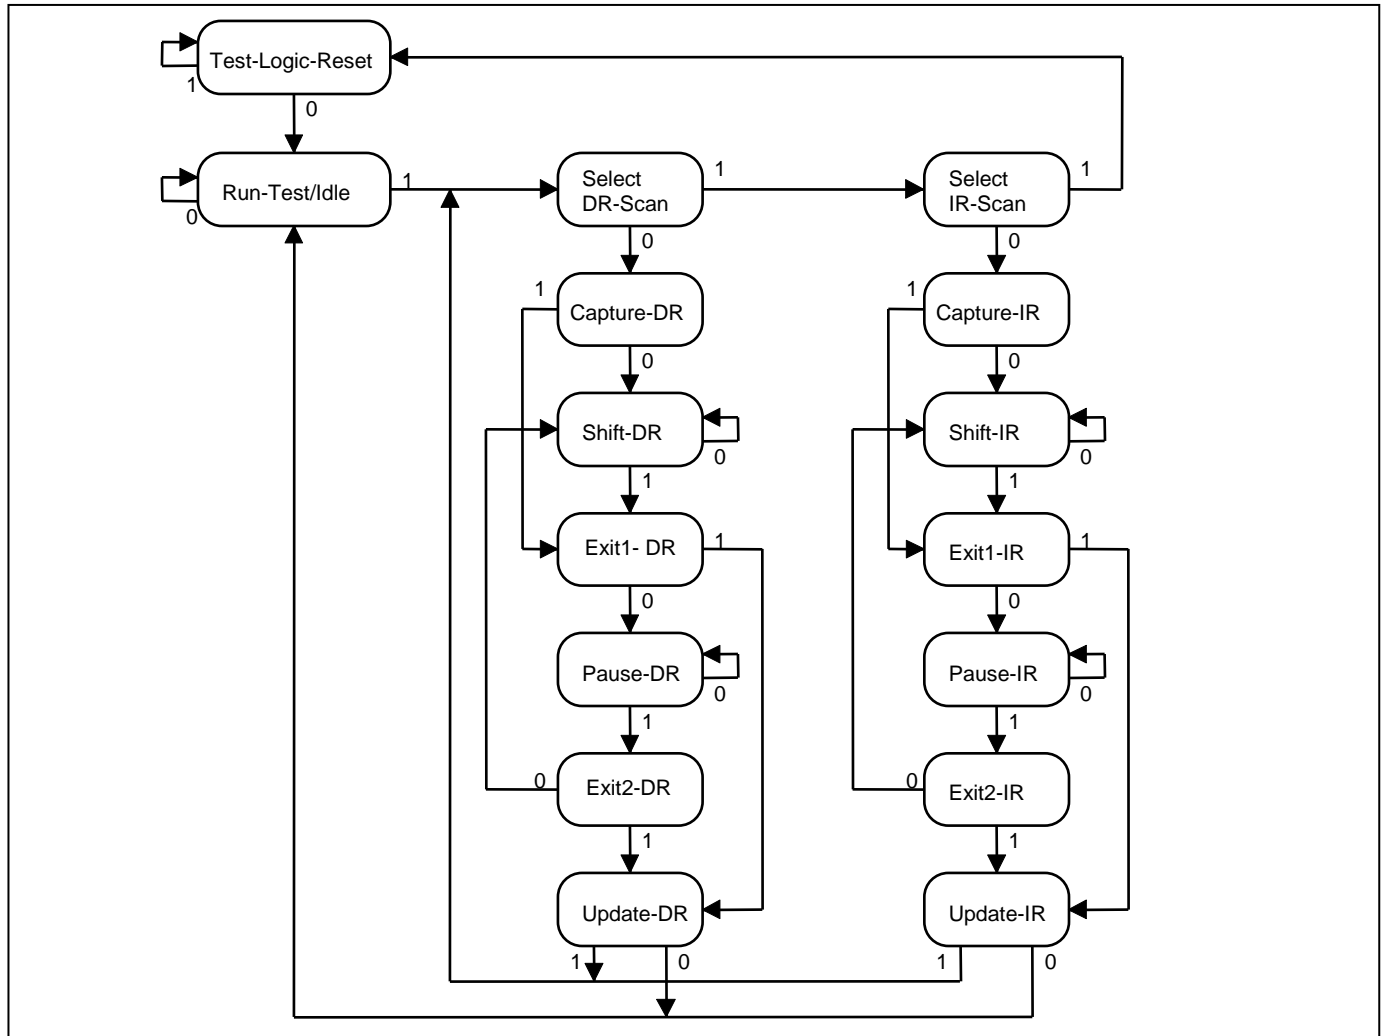 Test-Logic-Reset
1
0
Run-Test/Idle
0
1
Select
DR-Scan
1
0
Select
IR-Scan
1
0
1
Capture-DR
0
1
Capture-IR
0
Shift-DR
0
1
Shift-IR
0
1
Exit1- DR
1
0
Exit1-IR
1
0
Pause-DR
0
1
Pause-IR
0
1
0
Exit2-DR
1
0
Exit2-IR
1
Update-DR
1
0
Update-IR
1
0